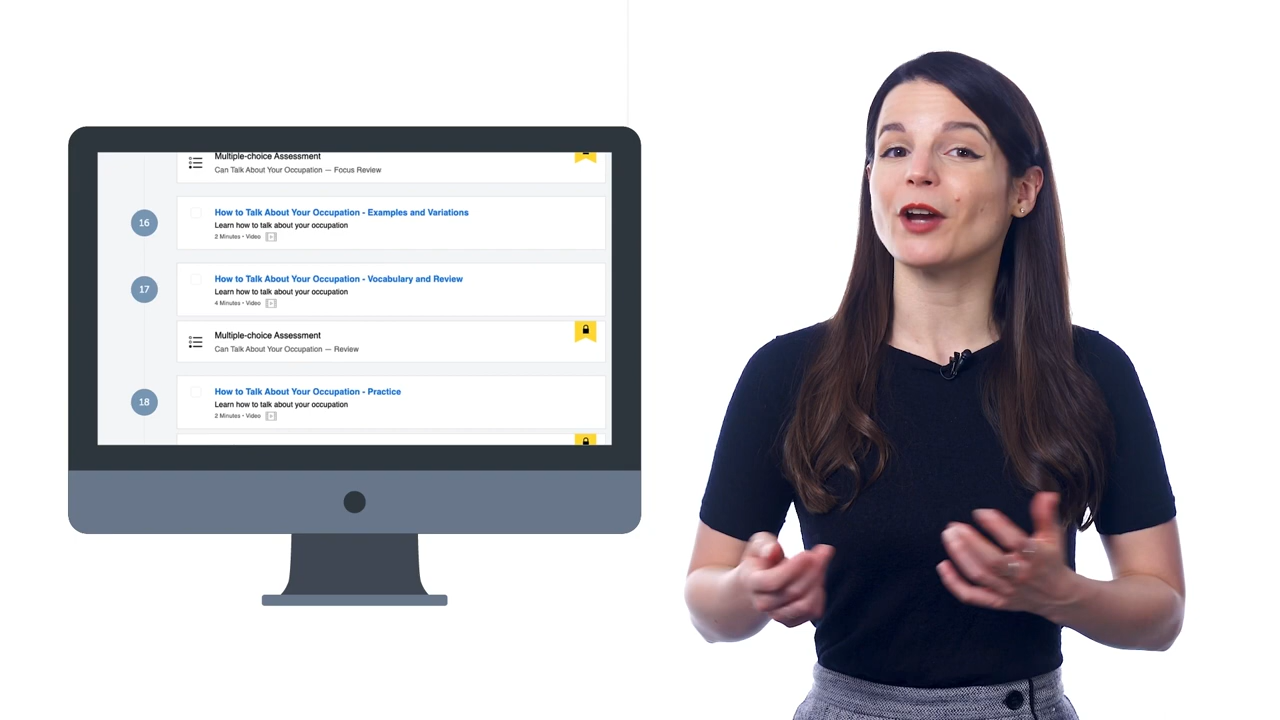 Multiple-choice Assessment
Can Talk About Your Occupation — Focus Review
16
How to Talk About Your Occupation - Examples and Variations
Learn how to talk about your occupation
2 Minutes • Video
17
How to Talk About Your Occupation - Vocabulary and Review
Learn how to talk about your occupation
4 Minutes • Video
Multiple-choice Assessment
Can Talk About Your Occupation — Review
18
How to Talk About Your Occupation - Practice
Learn how to talk about your occupation
2 Minutes • Video